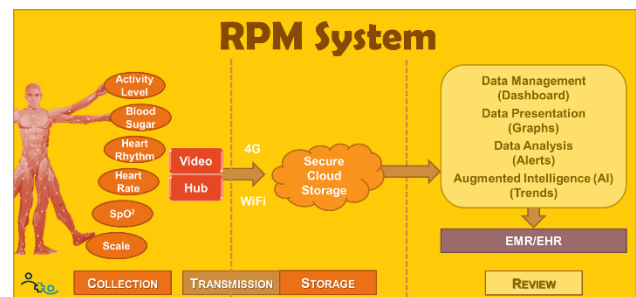 RPM System
Activity
Level
Blood
Sugar
Heart
Rhythm
Heart
Rate
SpO²
Scale
Video
Hub
4G
WiFi
Secure
Cloud
Storage
Data Management
(Dashboard)
Data Presentation
(Graphs)
Data Analysis
(Alerts)
Augmented Intelligence (AI)
(Trends)
EMR/EHR
COLLECTION
TRANSMISSION
STORAGE
REVIEW